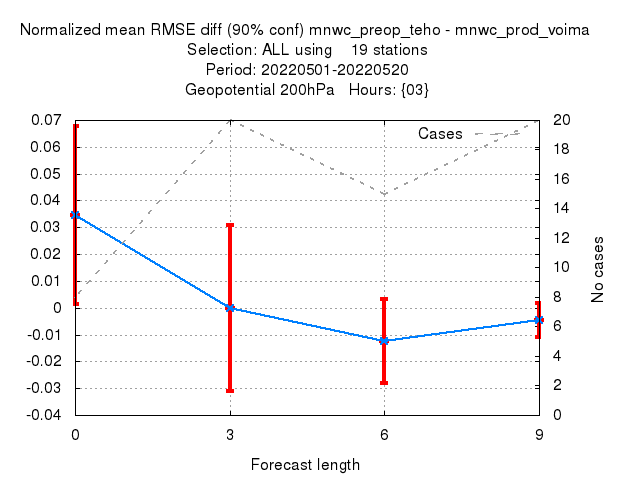 Normalized mean RMSE diff (90% conf) mnwc_preop_teho - mnwc_prod_voima
Selection: ALL using    19 stations
Period: 20220501-20220520
Geopotential 200hPa   Hours: {03}
Cases
0.07
0.06
0.05
0.04
0.03
0.02
0.01
0
-0.01
-0.02
-0.03
-0.04
20
18
16
14
12
10
8
6
4
2
0
No cases
0 3 6 9
Forecast length